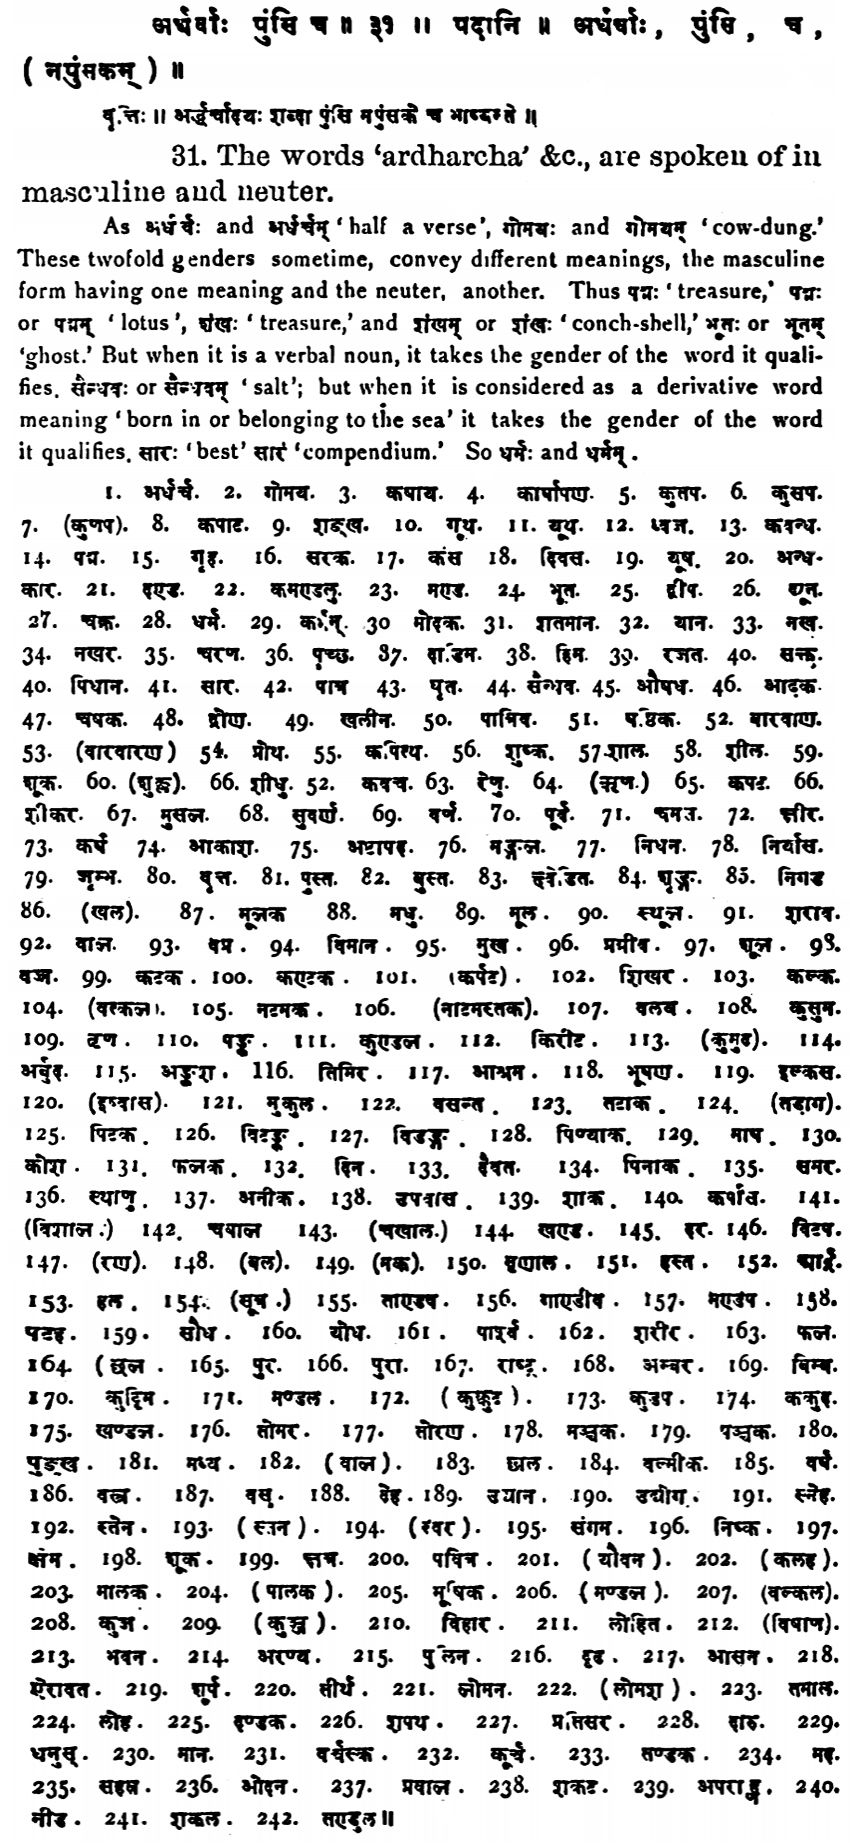 अर्धर्चाः पुंसि च ॥ ३१ ॥ पदानि ॥ अर्धर्चाः, पुंसि, च,
(नपुंसकम्) ॥
वृत्तिः ॥ अर्द्धर्चादयः शब्दाः पुंसि नपुंसके च भाष्यन्ते ॥
31. The words ‘ardharcha’ &c., are spoken of in
masculine and neuter.
As अर्धर्चः and अर्धर्चम् ‘half a verse’, गोमयः and गोमयम् ‘cow-dung.’
These twofold genders sometime, convey different meanings, the masculine
form having one meaning and the neuter, another. Thus पद्मः ‘treasure,’ पद्मः
or पद्मम् ‘lotus’, शंखः ‘treasure,’ and शंखम् or शंखः ‘conch-shell,’ भूतः or भूतम्
‘ghost.’ But when it is a verbal noun, it takes the gender of the word it quali-
fies. सैन्धवः or सैन्धवम् ‘salt’; but when it is considered as a derivative word
meaning ‘born in or belonging to the sea’ it takes the gender of the word
it qualifies. सारः ‘best’ सारं ‘compendium.’ So धर्मः and धर्मम्.
1. अर्धर्च. 2. गोमय. 3. कषाय. 4. कार्षापण. 5. कुतप. 6. कुसप.
7. (कुणप). 8. कपाट. 9. शङ्ख. 10. गूथ. 11. यूथ. 12. ध्वज. 13. कवन्ध.
14. पद्म. 15. गृह. 16. सरक. 17. कंस 18. दिवस. 19. यूष. 20. अन्ध-
कार. 21. दण्ड. 22. कमण्डलु. 23. मण्ड. 24. भूत. 25. द्वीप. 26. द्यूत.
27. चक्र. 28. धर्म. 29. कर्मन्. 30 मोदक. 31. शतमान. 32. यान. 33. नख.
34. नखर. 35. चरण. 36. पुच्छ. 37. दाडिम. 38. हिम. 39. रजत. 40. सक्तु.
40. पिधान. 41. सार. 42. पात्र 43. घृत. 44. सैन्धव. 45. औषध. 46. आढक.
47. चषक. 48. द्रोण. 49. खलीन. 50. पात्रिव. 51. षष्ठिक. 52. वारवाण.
53. (वारवारण) 54. प्रोथ. 55. कपित्थ. 56. शुष्क. 57. शाल. 58. शील. 59.
शूक्र. 60. (शुल्क). 66. शीधु. 52. कवच. 63. रेणु. 64. (ऋण.) 65. कपट. 66.
शीकर. 67. मुसल. 68. सुवर्ण. 69. वर्ण. 70. पूर्व. 71. चमस. 72. क्षीर.
73. कर्ष 74. आकाश. 75. अष्टापद. 76. मङ्गल. 77. निधन. 78. निर्यास.
79. जृम्भ. 80. वृत्त. 81. पुस्त. 82. बुस्त. 83. क्ष्वेडित. 84. शृङ्ग. 85. निगड
86. (खल). 87. मूलक 88. मधु. 89. मूल. 90. स्थूल. 91. शराव.
92. वाल. 93. वप्र. 94. विमान. 95. मुख. 96. प्रग्रीव. 97. शूल. 98.
वज्र. 99. कटक. 100. कण्टक. 101. (कर्पट). 102. शिखर. 103. कल्क.
104. (वल्कल). 105. नटमक. 106. (नाटमस्तक). 107. वलय. 108. कुसुम.
109. तृण. 110. पङ्क. 111. कुण्डल. 112. किरीट. 113. (कुमुद). 114.
अर्बुद. 115. अङ्कुश. 116. तिमिर. 117. आश्रम. 118. भूषण. 119. इल्कस.
120. (इष्वास). 121. मुकुल. 122. वसन्त. 123. तटाक. 124. (तडाग).
125. पिटक. 126. विटङ्क. 127. विडङ्ग. 128. पिण्याक. 129. माष. 130.
कोश. 131. फलक. 132. दिन. 133. दैवत. 134. पिनाक. 135. समर.
136. स्थाणु. 137. अनीक. 138. उपवास. 139. शाक. 140. कर्पास. 141.
(विशाल.) 142. चषाल 143. (चखाल.) 144. खण्ड. 145. दर. 146. विटप.
147. (रण). 148. (बल). 149. (मक). 150. मृणाल. 151. हस्त. 152. आर्द्र.
153. हल. 154. (सूत्र.) 155. ताण्डव. 156. गाण्डीव. 157. मण्डप. 158.
पटह. 159. सौध. 160. योध. 161. पार्श्व. 162. शरीर. 163. फल.
164. (छल. 165. पुर. 166. पुरा. 167. राष्ट्र. 168. अम्बर. 169. बिम्ब.
170. कुट्टिम. 171. मण्डल. 172. (कुक्कुट). 173. कुडप. 174. ककुद.
175. खण्डल. 176. तोमर. 177. तोरण. 178. मञ्चक. 179. पञ्चक. 180.
पुङ्ख. 181. मध्य. 182. (वाल). 183. छाल. 184. वल्मीक. 185. वर्ष.
186. वस्त्र. 187. वसु. 188. देह. 189. उद्यान. 190. उद्योग. 191. स्नेह.
192. स्तेन. 193. (स्तन). 194. (स्वर). 195. संगम. 196. निष्क. 197.
क्षेम. 198. शूक. 199. क्षत्र. 200. पवित्र. 201. (यौवन). 202. (कलह).
203. मालक. 204. (पालक). 205. मूषिक. 206. (मण्डल). 207. (वल्कल).
208. कुज. 209. (कुञ्ज). 210. विहार. 211. लोहित. 212. (विषाण).
213. भवन. 214. अरण्य. 215. पुलिन. 216. दृढ. 217. आसन. 218.
ऐरावत. 219. शूर्प. 220. तीर्थ. 221. लोमन. 222. (लोमश). 223. तमाल.
224. लोह. 225. दण्डक. 226. शपथ. 227. प्रतिसर. 228. दारु. 229.
धनुस्. 230. मान. 231. वर्चस्क. 232. कूर्च. 233. तण्डक. 234. मठ.
235. सहस्र. 236. ओदन. 237. प्रवाल. 238. शकट. 239. अपराह्ण. 240.
नीड. 241. शकल. 242. तण्डुल ॥